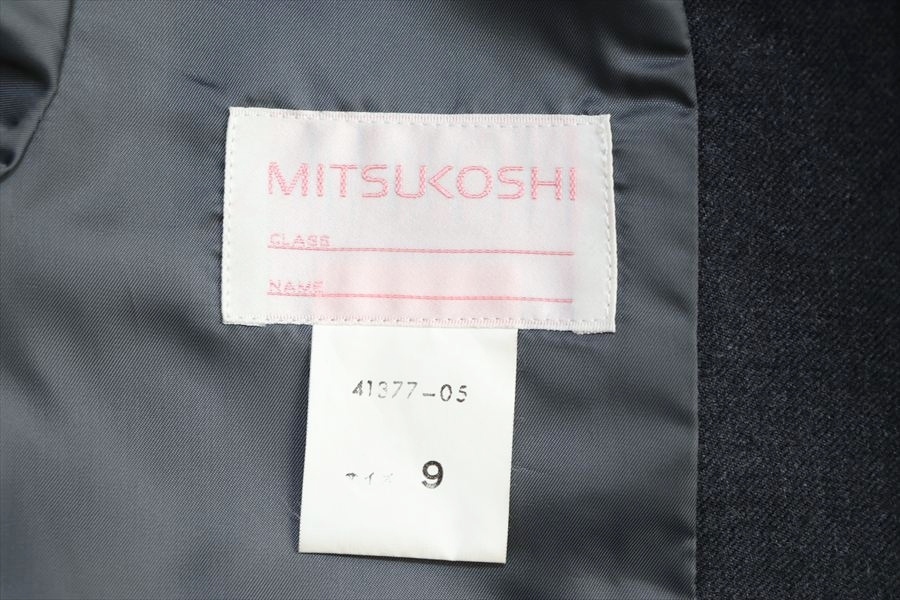 MITSUKOSHI
CLASS
NAME
41377-05
サイズ 9